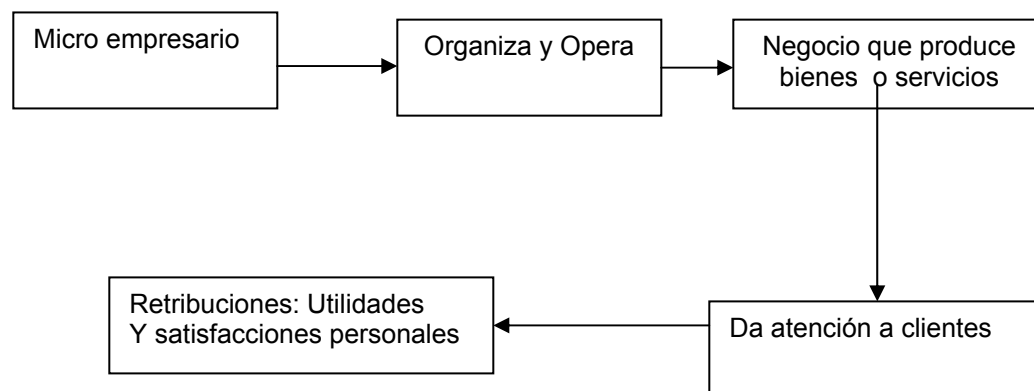 Micro empresario
Organiza y Opera
Negocio que produce
bienes o servicios
Da atención a clientes
Retribuciones: Utilidades
Y satisfacciones personales